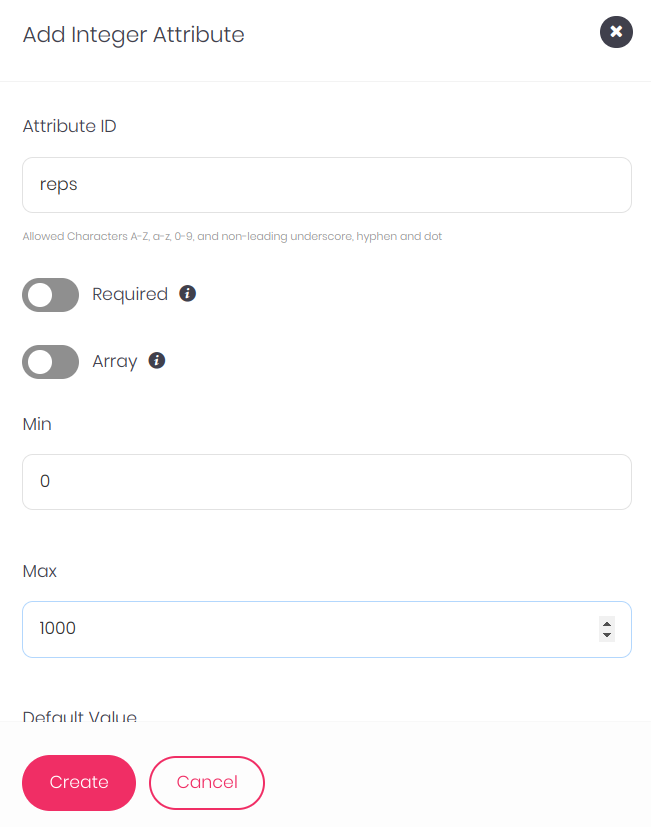 Add Integer Attribute
Attribute ID
reps
Allowed Characters A-Z, a-z, 0-9, and non-leading underscore, hyphen and dot
Required
Array
Min
0
Max
1000
Default Value
Create Cancel